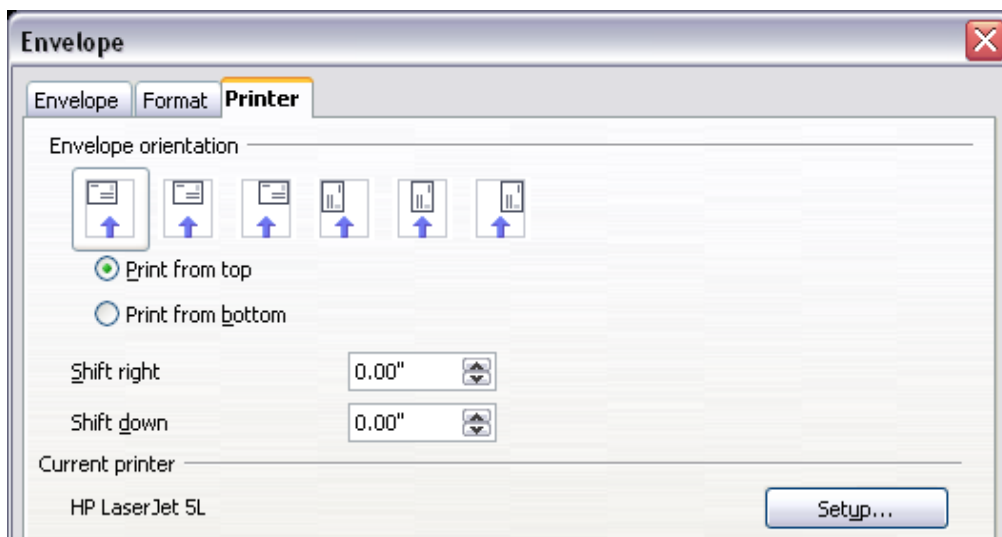 Envelope
Envelope Format Printer
Envelope orientation
Print from top
Print from bottom
Shift right 0.00"
Shift down 0.00"
Current printer
HP LaserJet 5L Setup...